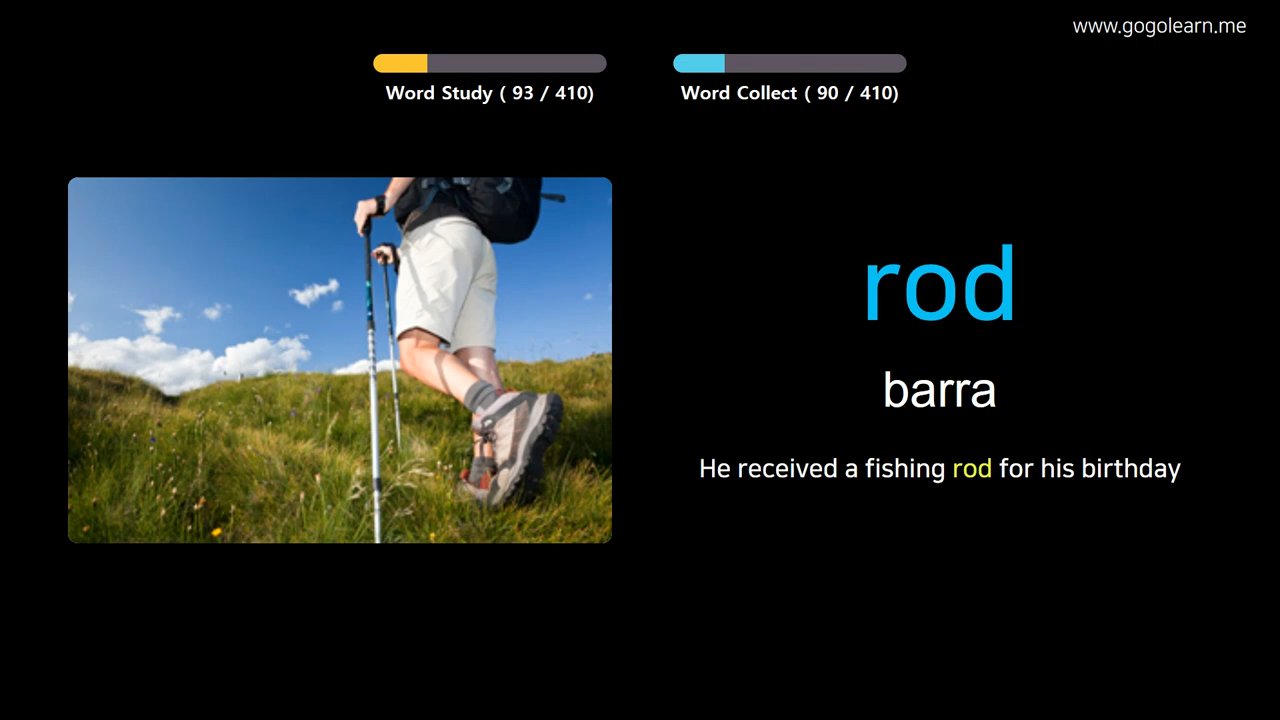 www.gogolearn.me
Word Study ( 93 / 410)
Word Collect ( 90 / 410)
rod
barra
He received a fishing rod for his birthday